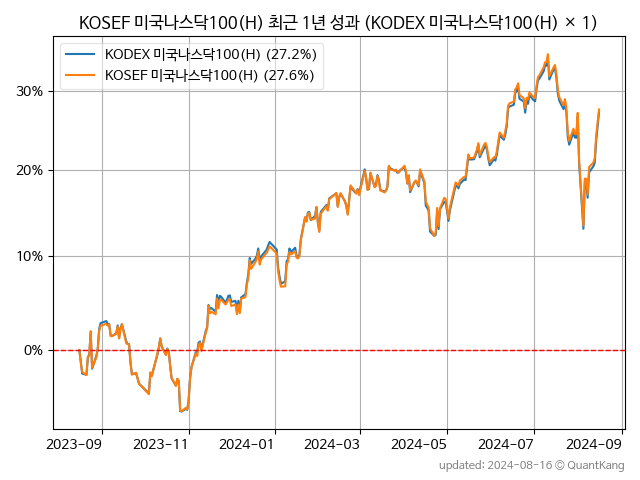 KOSEF 미국나스닥100(H) 최근 1년 성과 (KODEX 미국나스닥100(H) × 1)
KODEX 미국나스닥100(H) (27.2%)
KOSEF 미국나스닥100(H) (27.6%)
30%
20%
10%
0%
2023-09 2023-11 2024-01 2024-03 2024-05 2024-07 2024-09
updated: 2024-08-16 © QuantKang